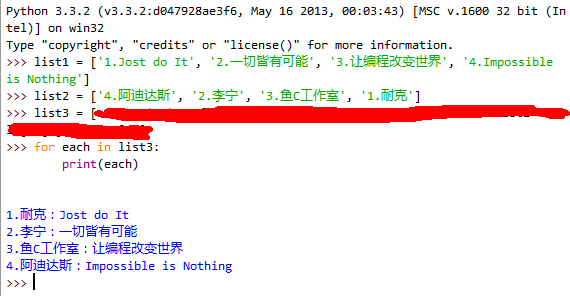 Python 3.3.2 (v3.3.2:d047928ae3f6, May 16 2013, 00:03:43) [MSC v.1600 32 bit (In
tel)] on win32
Type "copyright", "credits" or "license()" for more information.
>>> list1 = ['1.Jost do It', '2.一切皆有可能', '3.让编程改变世界', '4.Impossible
is Nothing']
>>> list2 = ['4.阿迪达斯', '2.李宁', '3.鱼C工作室', '1.耐克']
>>> list3 = [
>>> for each in list3:
print(each)
1.耐克：Jost do It
2.李宁：一切皆有可能
3.鱼C工作室：让编程改变世界
4.阿迪达斯：Impossible is Nothing
>>>